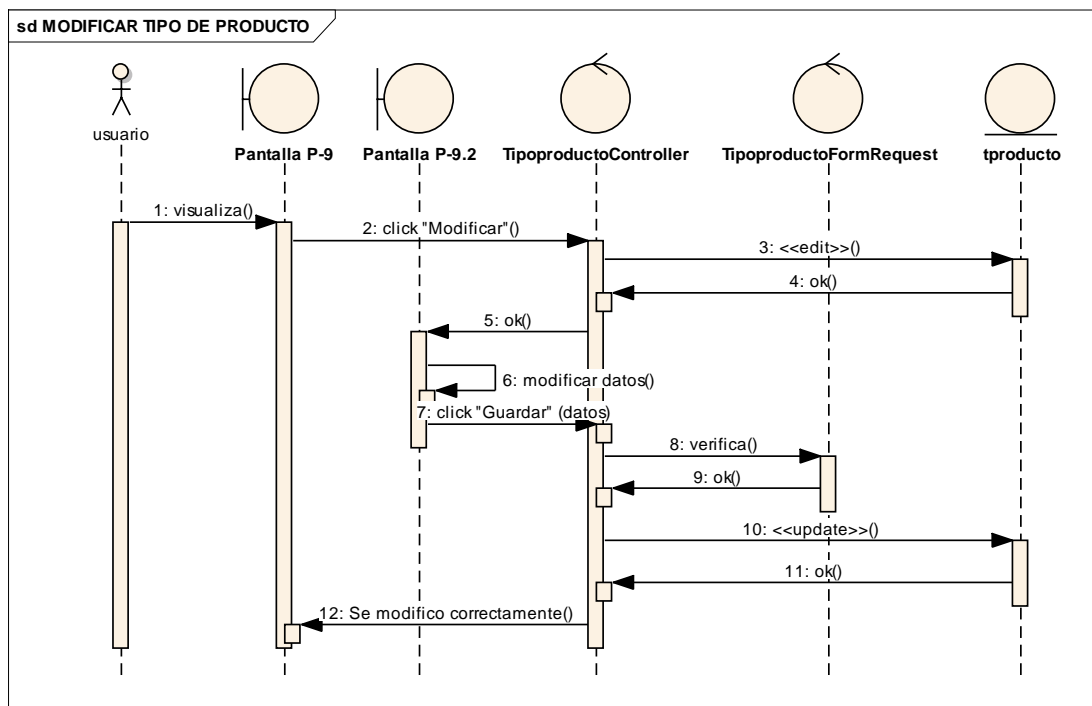 sd MODIFICAR TIPO DE PRODUCTO
usuario
Pantalla P-9
Pantalla P-9.2
TipoproductoController
TipoproductoFormRequest
tproducto
1: visualiza()
2: click "Modificar"()
3: <<edit>>()
4: ok()
5: ok()
6: modificar datos()
7: click "Guardar" (datos)
8: verifica()
9: ok()
10: <<update>>()
11: ok()
12: Se modifico correctamente()